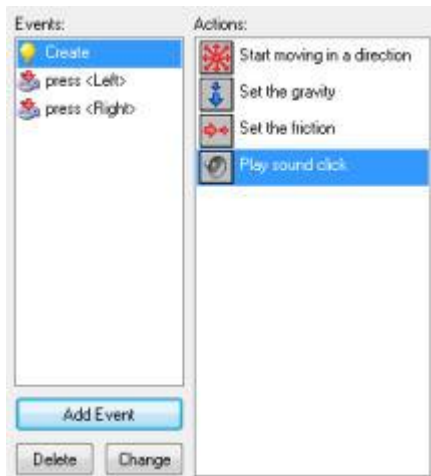 Events:
Create
press <Left>
press <Right>
Add Event
Delete
Change
Actions:
Start moving in a direction
Set the gravity
Set the friction
Play sound click